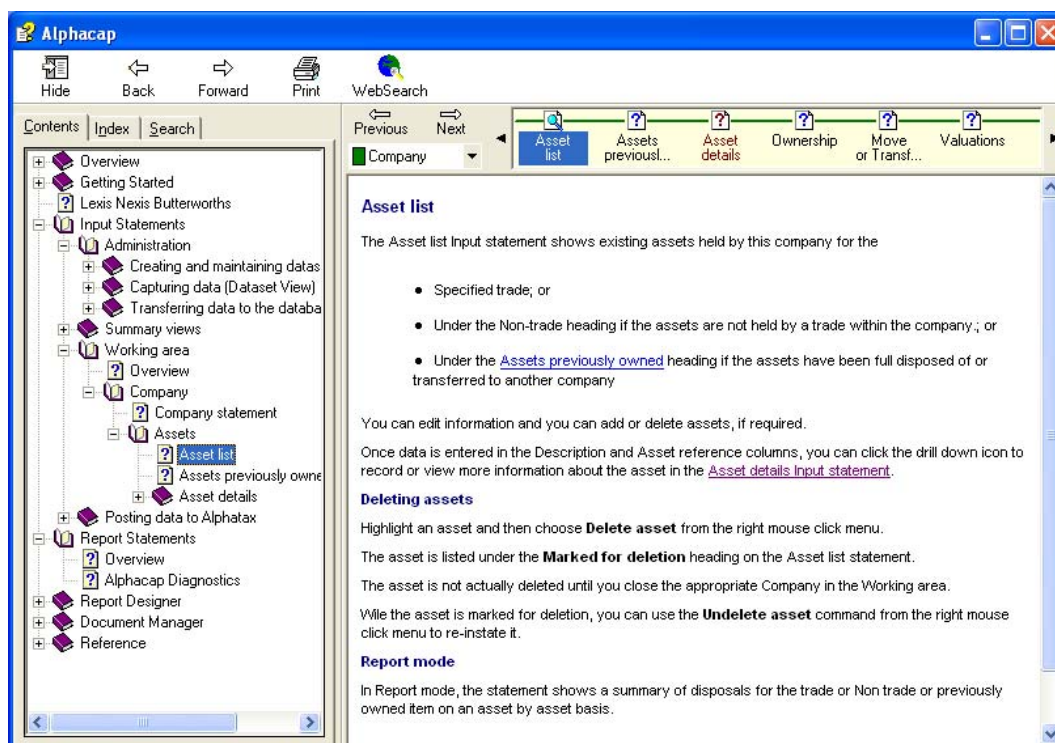 Alphacap
Hide Back Forward Print WebSearch
Contents Index Search
Overview
Getting Started
Lexis Nexis Butterworths
Input Statements
Administration
Creating and maintaining datas
Capturing data (Dataset View)
Transferring data to the databa
Summary views
Working area
Overview
Company
Company statement
Assets
Asset list
Assets previously owne
Asset details
Posting data to Alphatax
Report Statements
Overview
Alphacap Diagnostics
Report Designer
Document Manager
Reference
Previous Next
Company
Asset list
Assets previousl...
Asset details
Ownership
Move or Transf...
Valuations
Asset list
The Asset list Input statement shows existing assets held by this company for the
● Specified trade; or
● Under the Non-trade heading if the assets are not held by a trade within the company.; or
● Under the Assets previously owned heading if the assets have been full disposed of or
transferred to another company
You can edit information and you can add or delete assets, if required.
Once data is entered in the Description and Asset reference columns, you can click the drill down icon to
record or view more information about the asset in the Asset details Input statement.
Deleting assets
Highlight an asset and then choose Delete asset from the right mouse click menu.
The asset is listed under the Marked for deletion heading on the Asset list statement.
The asset is not actually deleted until you close the appropriate Company in the Working area.
Wile the asset is marked for deletion, you can use the Undelete asset command from the right mouse
click menu to re-instate it.
Report mode
In Report mode, the statement shows a summary of disposals for the trade or Non trade or previously
owned item on an asset by asset basis.